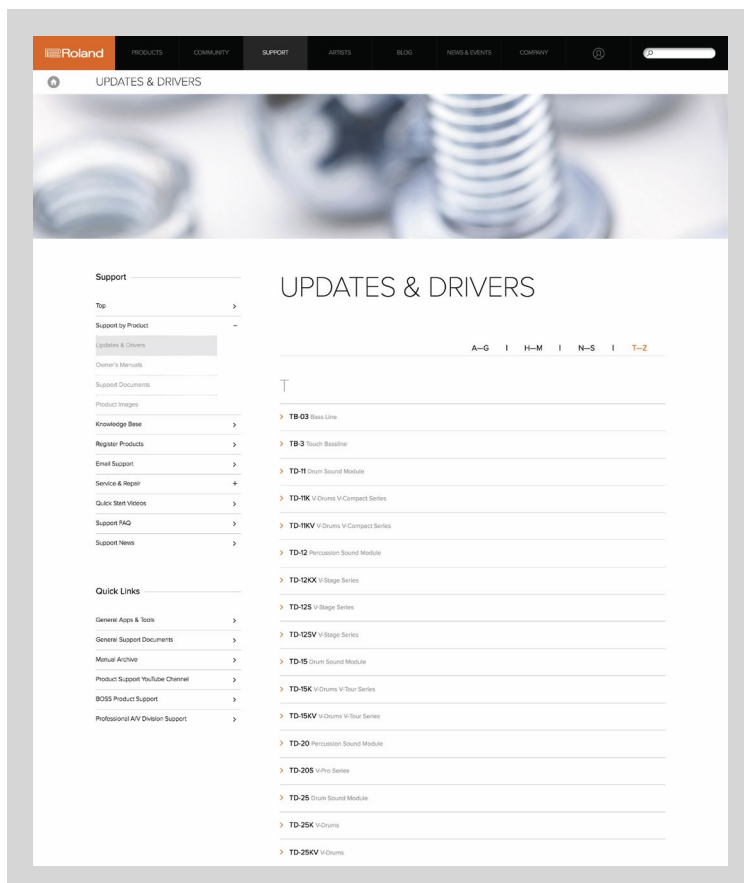 Roland
PRODUCTS COMMUNITY SUPPORT ARTISTS BLOG NEWS & EVENTS COMPANY
UPDATES & DRIVERS
Support
Top
Support by Product
Updates & Drivers
Owner's Manuals
Support Documents
Product Images
Knowledge Base
Register Products
Email Support
Service & Repair
Quick Start Videos
Support FAQ
Support News
Quick Links
General Apps & Tools
General Support Documents
Manual Archive
Product Support YouTube Channel
BOSS Product Support
Professional A/V Division Support
UPDATES & DRIVERS
A—G | H—M | N—S | T—Z
T
TB-03 Bass Line
TB-3 Touch Bassline
TD-11 Drum Sound Module
TD-11K V-Drums V-Compact Series
TD-11KV V-Drums V-Compact Series
TD-12 Percussion Sound Module
TD-12KX V-Stage Series
TD-12S V-Stage Series
TD-12SV V-Stage Series
TD-15 Drum Sound Module
TD-15K V-Drums V-Tour Series
TD-15KV V-Drums V-Tour Series
TD-20 Percussion Sound Module
TD-20S V-Pro Series
TD-25 Drum Sound Module
TD-25K V-Drums
TD-25KV V-Drums